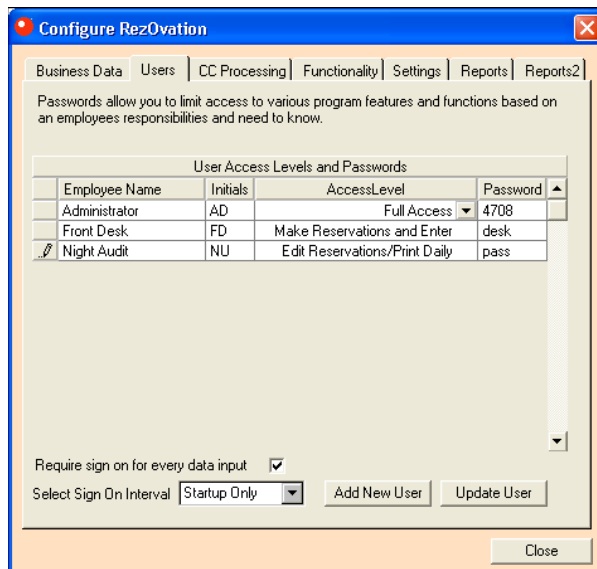 Configure RezOvation
Business Data Users CC Processing Functionality Settings Reports Reports2
Passwords allow you to limit access to various program features and functions based on
an employees responsibilities and need to know.
User Access Levels and Passwords
Employee Name Initials AccessLevel Password
Administrator AD Full Access 4708
Front Desk FD Make Reservations and Enter desk
Night Audit NU Edit Reservations/Print Daily pass
Require sign on for every data input
Select Sign On Interval Startup Only Add New User Update User
Close